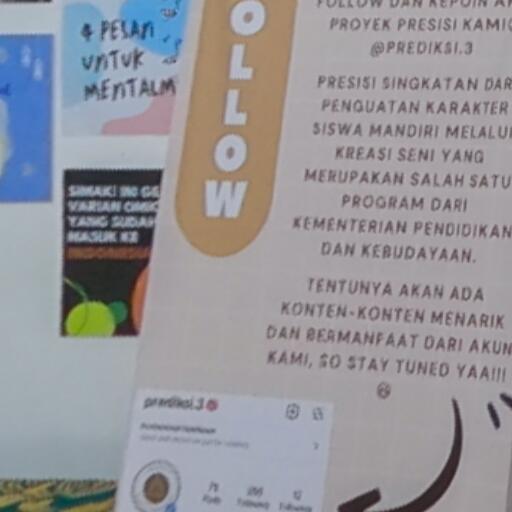 4 PESAN
UNTUK
MENTALM
SIMAK! INI GE
VARIAN OMIC
YANG SUDAH
MASUK KE
INDONESIA
FOLLOW
FOLLOW DAN KEPOIN AK
PROYEK PRESISI KAMI
@PREDIKSI.3
PRESISI SINGKATAN DAR
PENGUATAN KARAKTER
SISWA MANDIRI MELALUI
KREASI SENI YANG
MERUPAKAN SALAH SATU
PROGRAM DARI
KEMENTERIAN PENDIDIKAN
DAN KEBUDAYAAN.
TENTUNYA AKAN ADA
KONTEN-KONTEN MENARIK
DAN BERMANFAAT DARI AKUN
KAMI, SO STAY TUNED YAA!!!
prediksi.3